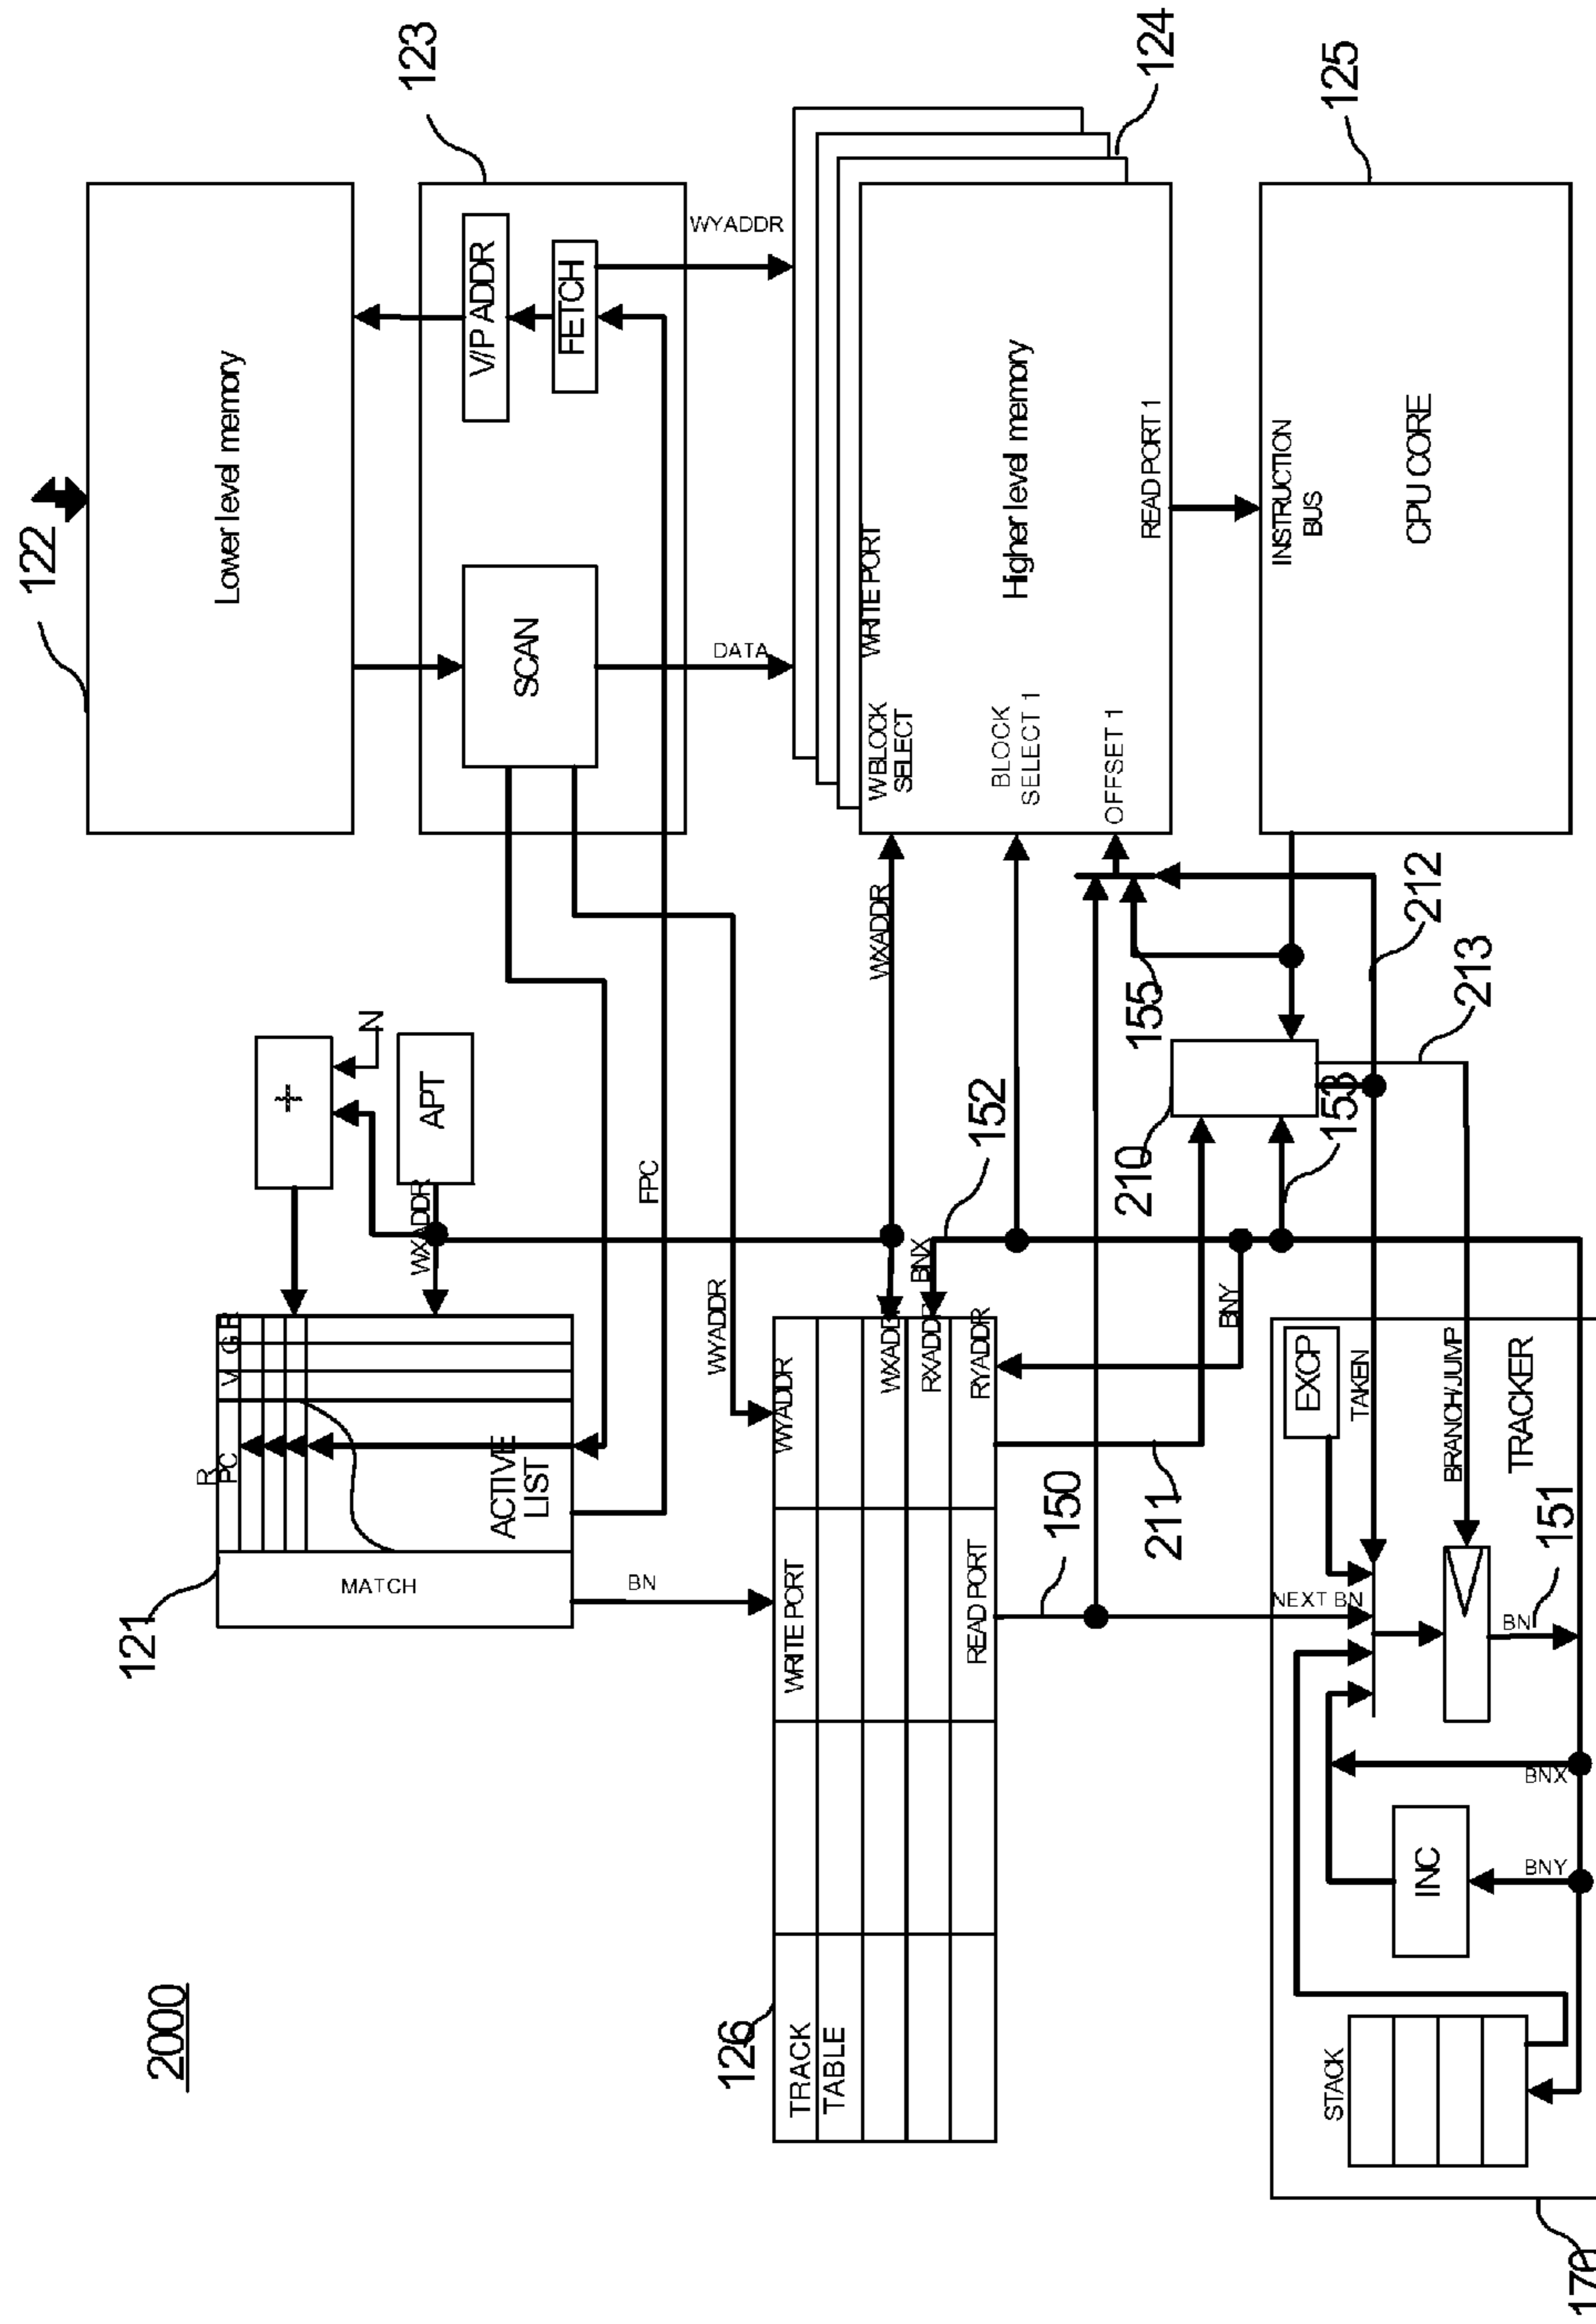 2000
122
Lower level memory
123
SCAN
V/P ADDR
FETCH
DATA
WYADDR
124
W BLOCK
SELECT
WRITE PORT
BLOCK
SELECT 1
OFFSET 1
Higher level memory
READ PORT 1
125
INSTRUCTION
BUS
CPU CORE
121
MATCH
R
PC
V
G
R
ACTIVE
LIST
+
N
APT
WXADDR
FPC
WYADDR
WXADDR
BN
126
TRACK
TABLE
WRITE PORT
WYADDR
WXADDR
RXADDR
RYADDR
READ PORT
BNX
152
BNY
150
211
210
155
153
212
213
EXCP
TAKEN
NEXT BN
BRANCH/JUMP
TRACKER
BN
151
BNX
INC
BNY
STACK
170